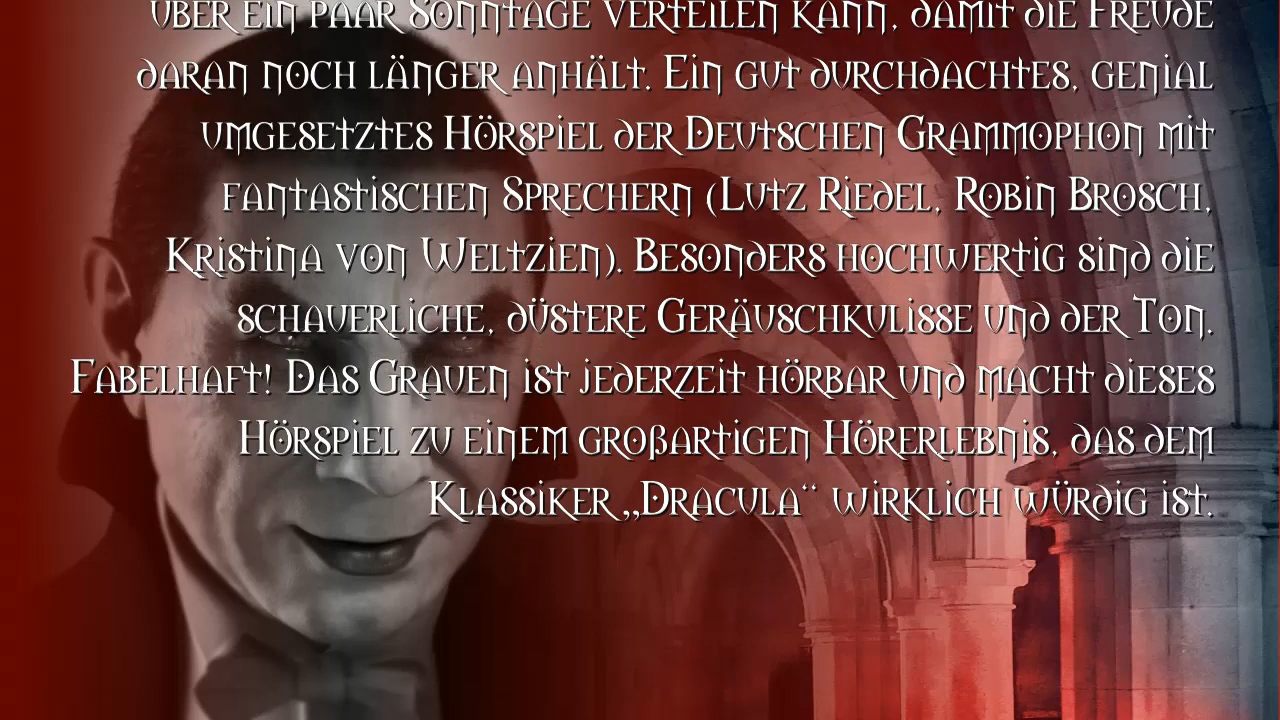 über ein paar Sonntage verteilen kann, damit die Freude
daran noch länger anhält. Ein gut durchdachtes, genial
umgesetztes Hörspiel der Deutschen Grammophon mit
fantastischen Sprechern (Lutz Riedel, Robin Brosch,
Kristina von Weltzien). Besonders hochwertig sind die
schauerliche, düstere Geräuschkulisse und der Ton.
Fabelhaft! Das Grauen ist jederzeit hörbar und macht dieses
Hörspiel zu einem großartigen Hörerlebnis, das dem
Klassiker „Dracula“ wirklich würdig ist.